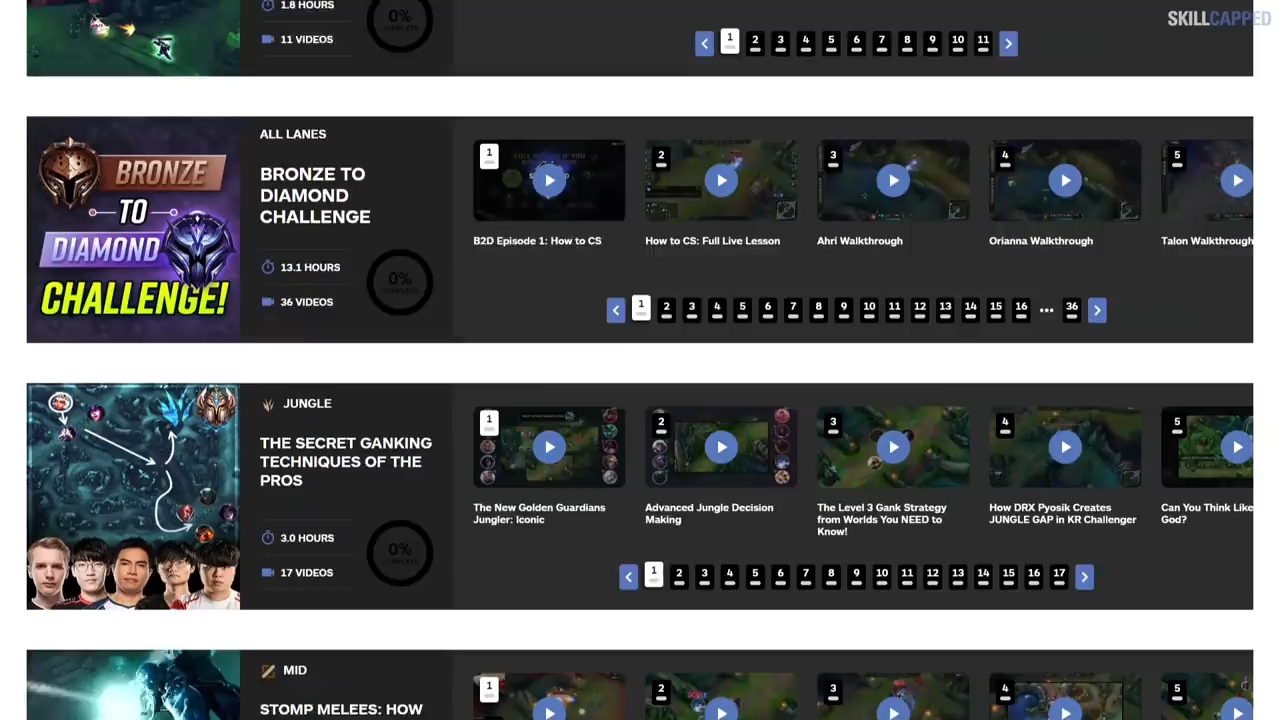 SKILLCAPPED
1.8 HOURS
0%
11 VIDEOS
1 2 3 4 5 6 7 8 9 10 11
BRONZE
TO
DIAMOND
CHALLENGE!
ALL LANES
BRONZE TO
DIAMOND
CHALLENGE
13.1 HOURS
36 VIDEOS
0%
COMPLETE
1
2
3
4
5
B2D Episode 1: How to CS
How to CS: Full Live Lesson
Ahri Walkthrough
Orianna Walkthrough
Talon Walkthrough
1 2 3 4 5 6 7 8 9 10 11 12 13 14 15 16 ••• 36
JUNGLE
THE SECRET GANKING
TECHNIQUES OF THE
PROS
3.0 HOURS
17 VIDEOS
0%
COMPLETE
1
2
3
4
5
The New Golden Guardians
Jungler: Iconic
Advanced Jungle Decision
Making
The Level 3 Gank Strategy
from Worlds You NEED to
Know!
How DRX Pyosik Creates
JUNGLE GAP in KR Challenger
Can You Think Like
God?
1 2 3 4 5 6 7 8 9 10 11 12 13 14 15 16 17
MID
STOMP MELEES: HOW
1
2
3
4
5